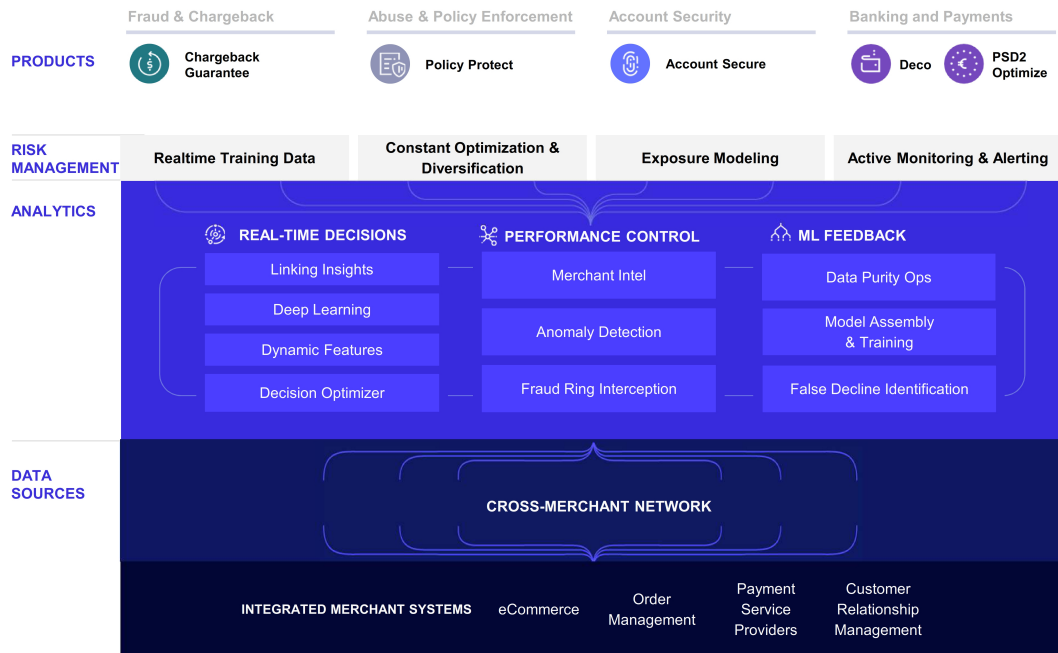 Fraud & Chargeback
Abuse & Policy Enforcement
Account Security
Banking and Payments
PRODUCTS
Chargeback
Guarantee
Policy Protect
Account Secure
Deco
PSD2
Optimize
RISK
MANAGEMENT
Realtime Training Data
Constant Optimization &
Diversification
Exposure Modeling
Active Monitoring & Alerting
ANALYTICS
REAL-TIME DECISIONS
Linking Insights
Deep Learning
Dynamic Features
Decision Optimizer
PERFORMANCE CONTROL
Merchant Intel
Anomaly Detection
Fraud Ring Interception
ML FEEDBACK
Data Purity Ops
Model Assembly
& Training
False Decline Identification
DATA
SOURCES
CROSS-MERCHANT NETWORK
INTEGRATED MERCHANT SYSTEMS
eCommerce
Order
Management
Payment
Service
Providers
Customer
Relationship
Management